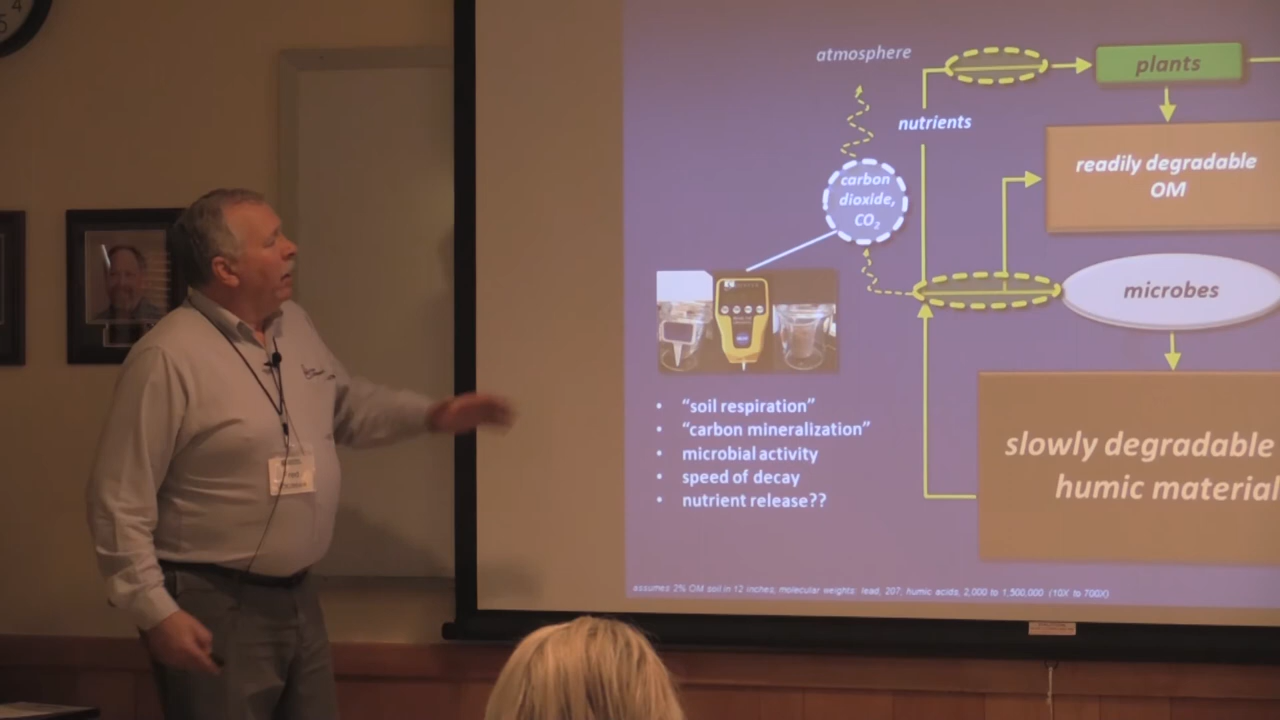 4
5
atmosphere
plants
nutrients
readily degradable
OM
carbon
dioxide,
CO₂
microbes
• “soil respiration”
• “carbon mineralization”
• microbial activity
• speed of decay
• nutrient release??
slowly degradable
humic material
assumes 2% OM soil in 12 inches; molecular weights: lead, 207; humic acids, 2,000 to 1,500,000 (10X to 700X)